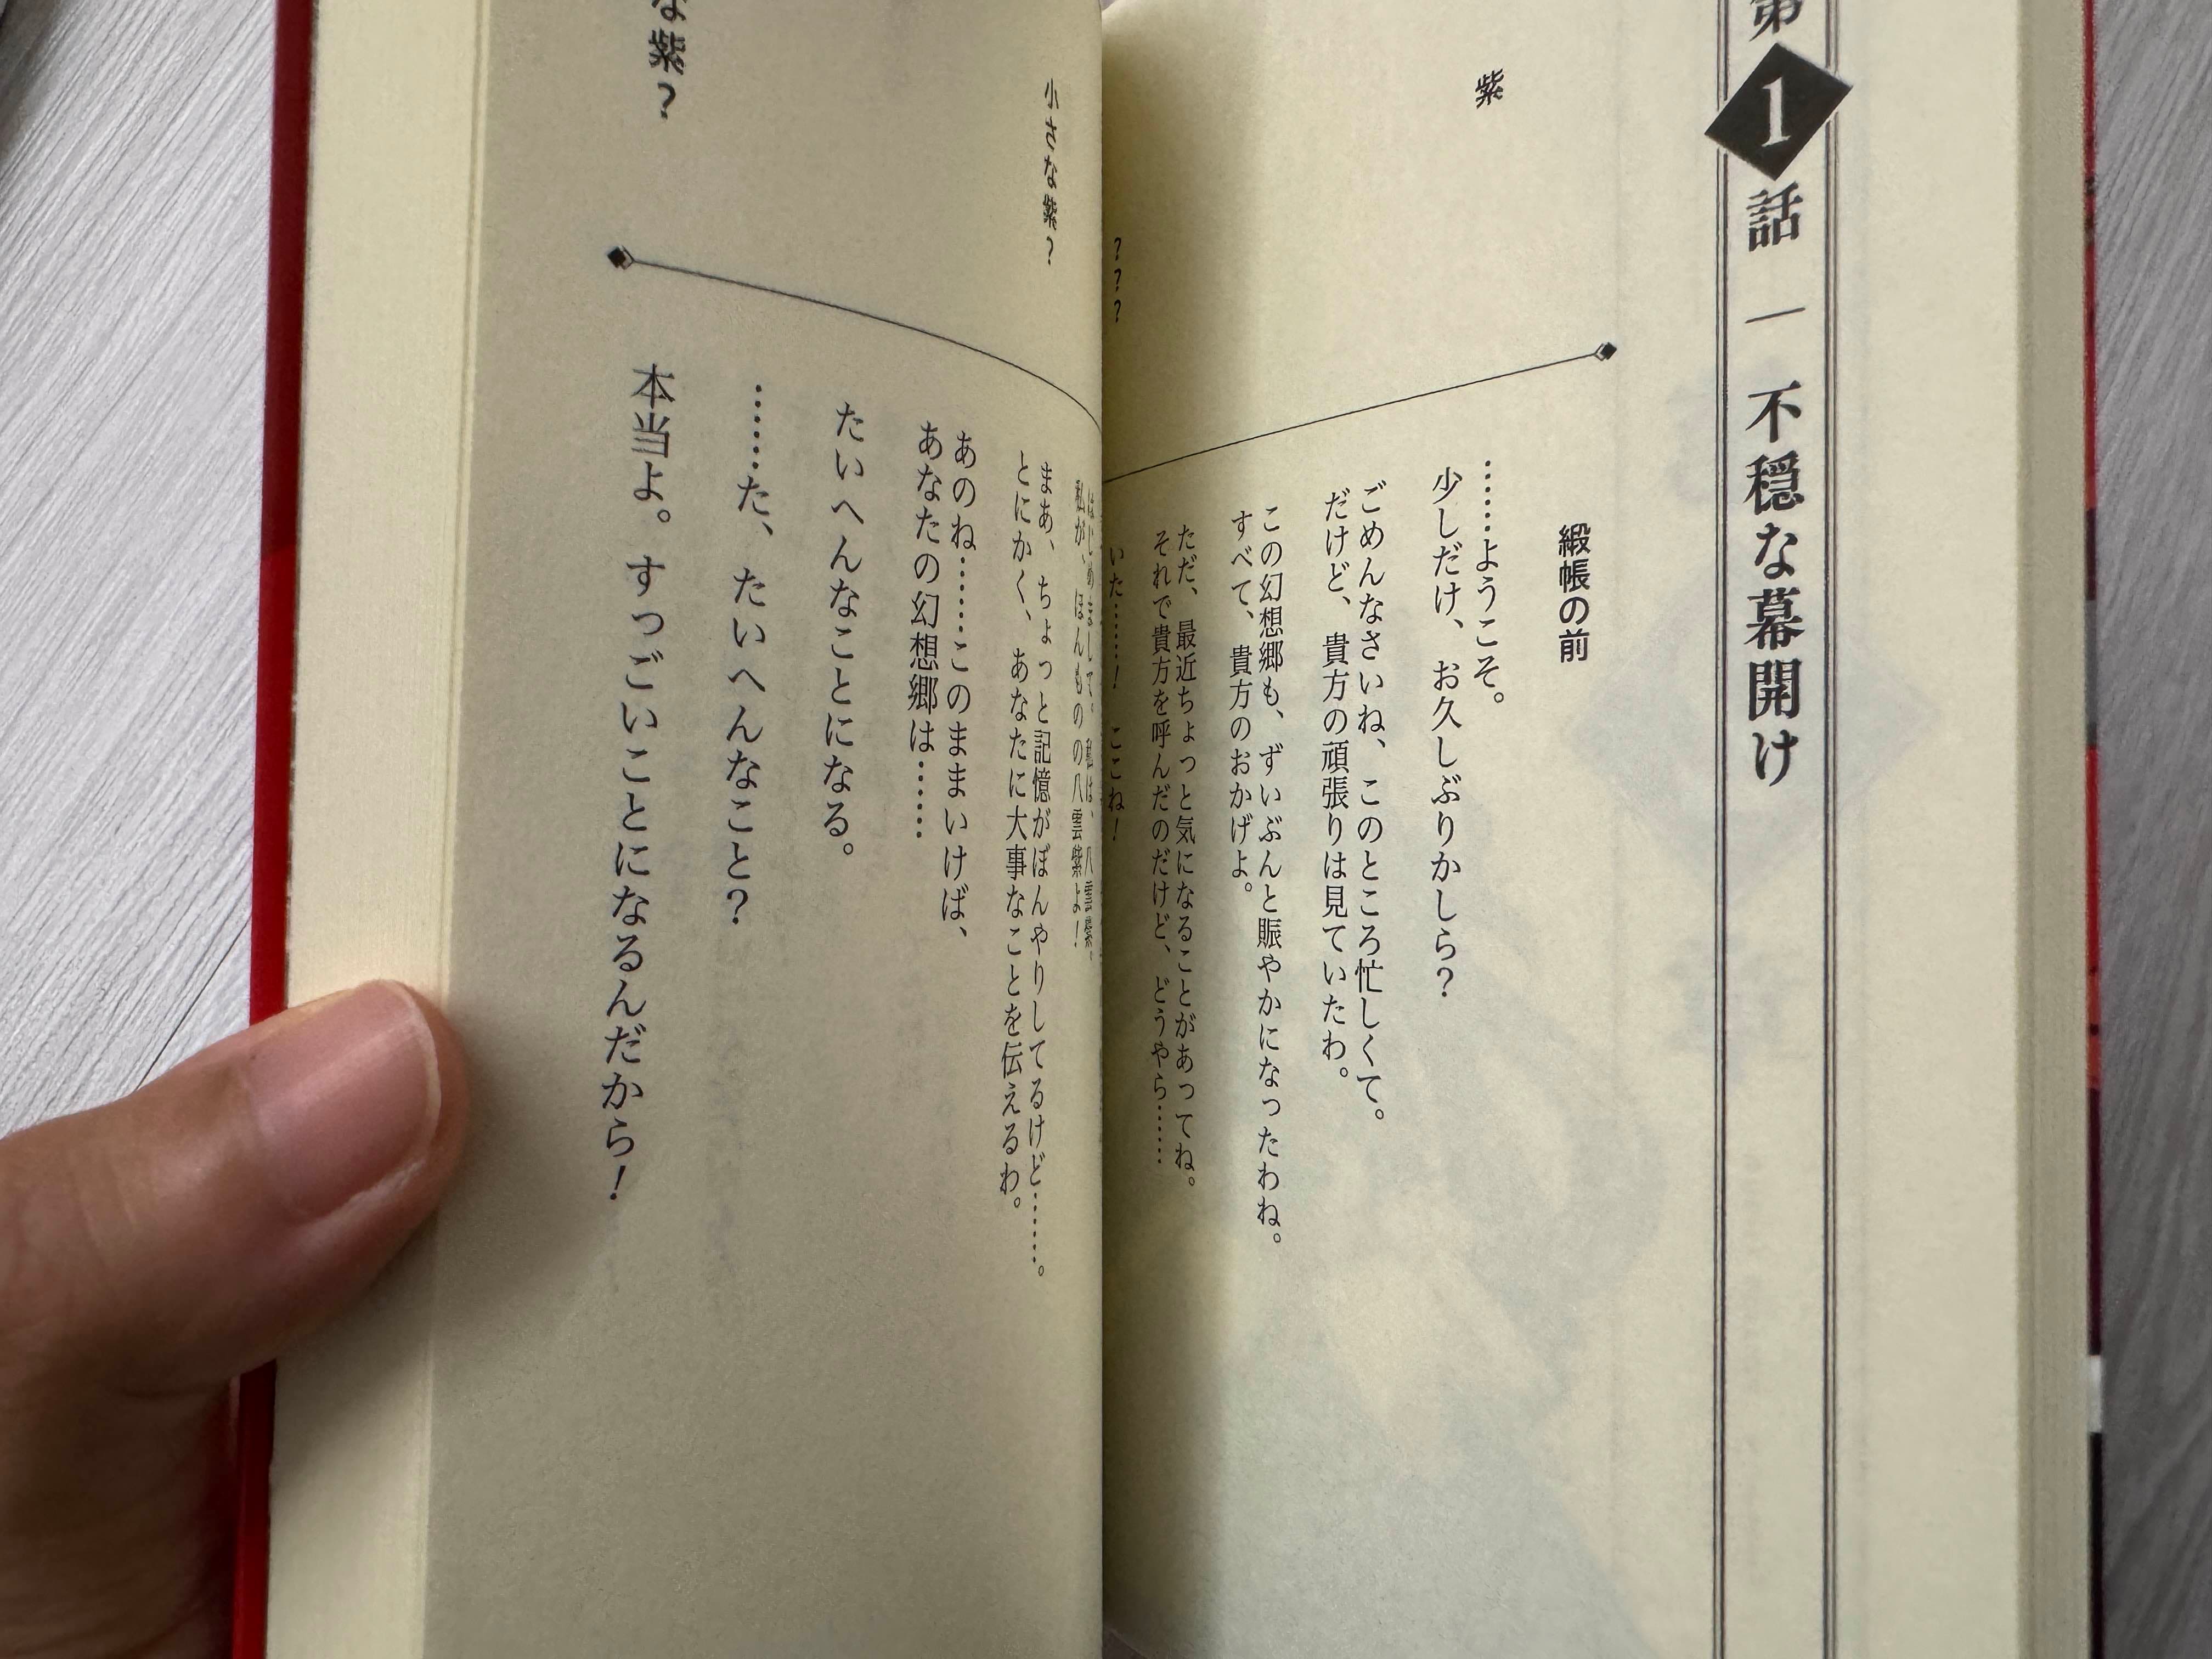 第1話 ー 不穏な幕開け
緞帳の前
紫
……ようこそ。
少しだけ、お久しぶりかしら？
ごめんなさいね、このところ忙しくて。
だけど、貴方の頑張りは見ていたわ。
この幻想郷も、ずいぶんと賑やかになったわね。
すべて、貴方のおかげよ。
ただ、最近ちょっと気になることがあってね。
それで貴方を呼んだのだけど、どうやら……
？？？
いた……！ ここね！
はじめまして。私は、八雲紫。
私が、ほんものの八雲紫よ！
小さな紫？
まあ、ちょっと記憶がぼんやりしてるけど……。
とにかく、あなたに大事なことを伝えるわ。
あのね……このままいけば、
あなたの幻想郷は……
たいへんなことになる。
……た、たいへんなこと？
な紫？
本当よ。すっごいことになるんだから！